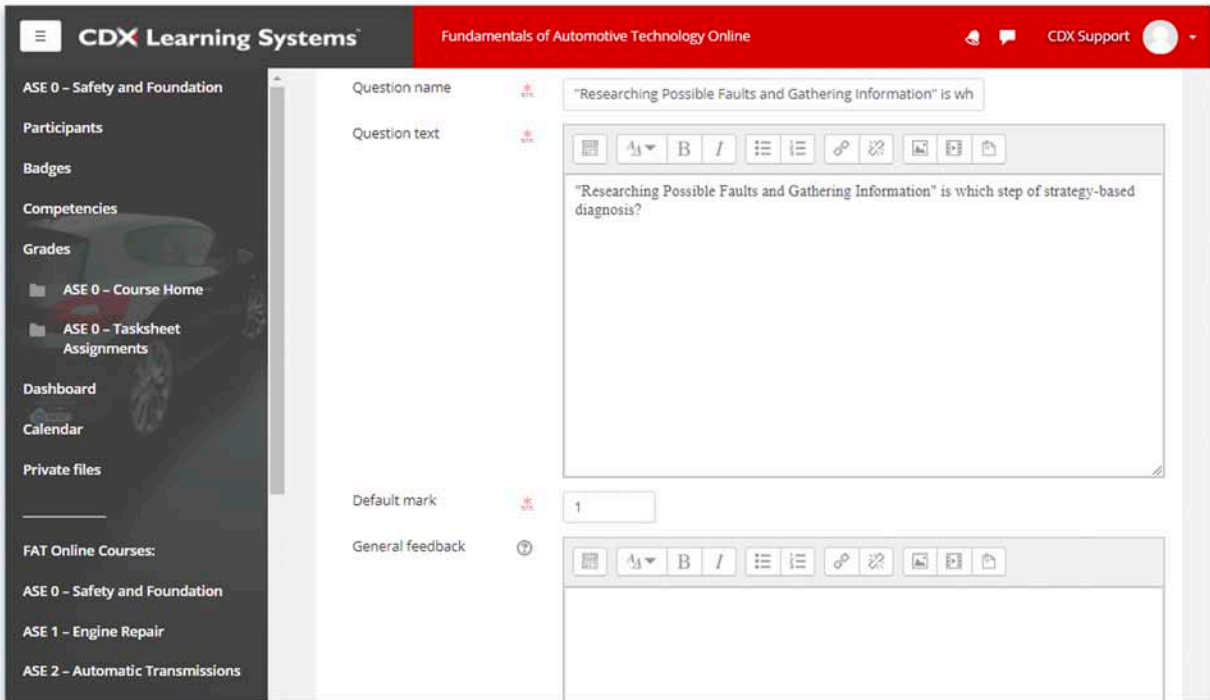 CDX Learning Systems
Fundamentals of Automotive Technology Online
CDX Support
ASE 0 – Safety and Foundation
Participants
Badges
Competencies
Grades
ASE 0 – Course Home
ASE 0 – Tasksheet
Assignments
Dashboard
Calendar
Private files
FAT Online Courses:
ASE 0 – Safety and Foundation
ASE 1 – Engine Repair
ASE 2 – Automatic Transmissions
Question name
"Researching Possible Faults and Gathering Information" is wh
Question text
B I
"Researching Possible Faults and Gathering Information" is which step of strategy-based
diagnosis?
Default mark
1
General feedback
B I